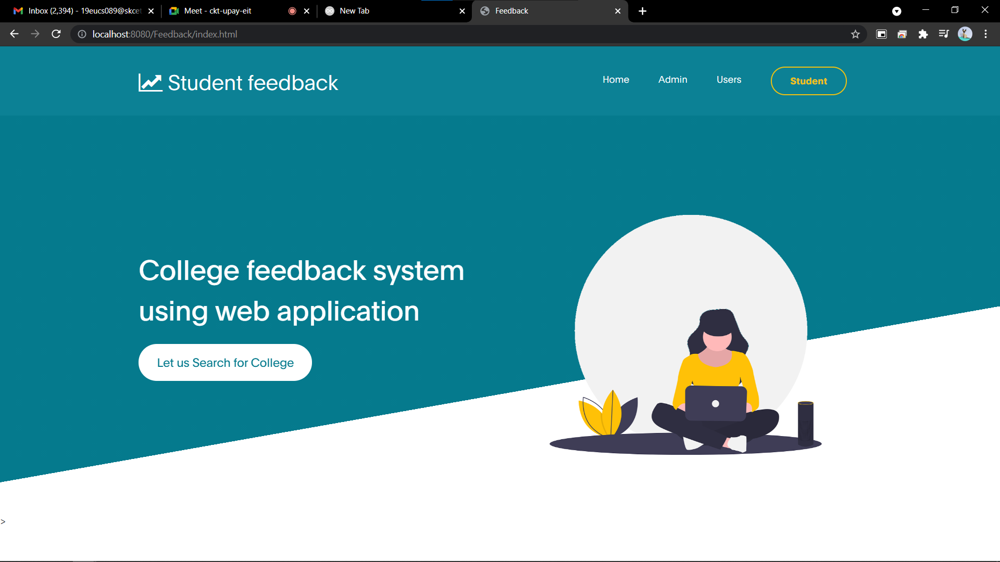 Inbox (2,394) - 19eucs089@skcet
Meet - ckt-upay-eit
New Tab
Feedback
localhost:8080/Feedback/index.html
Student feedback
Home
Admin
Users
Student
College feedback system
using web application
Let us Search for College
>